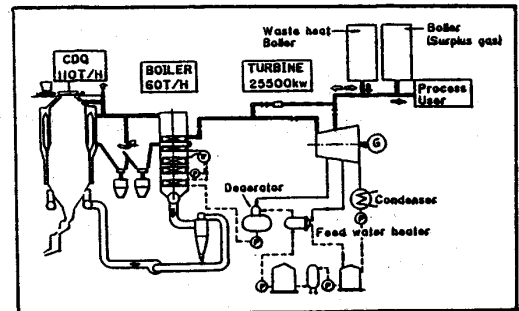 Waste heat
Boiler
Boiler
(Surplus gas)
CDQ
110T/H
BOILER
60T/H
TURBINE
25500kw
Process
User
G
Deaerator
Condenser
Feed water heater
P
P
P
P
P
P